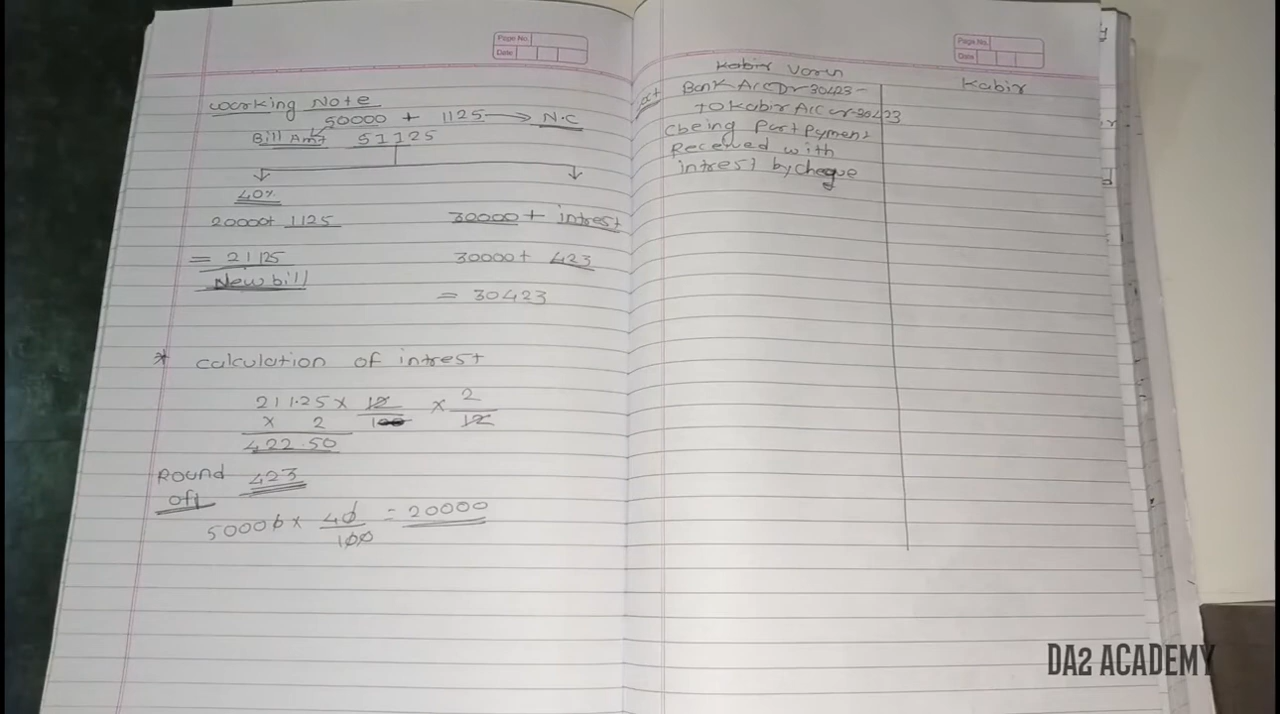 Page No.
Date
Working Note
50000 + 1125 → N.C
Bill Amt 51125
40%
20000+ 1125 30000 + intrest
= 21125 30000+ 423
New bill
= 30423
* Calculation of intrest
211.25 x 12/100 x 2/12
x 2
422.50
Round 423
off
50000 x 40/100 = 20000
Page No.
Date
Kabir
Bank A/C Dr 30423 -
To Kabir A/C 30423
(being Part Pyment
Received with
intrest by cheque
Kabir
DA2 ACADEMY